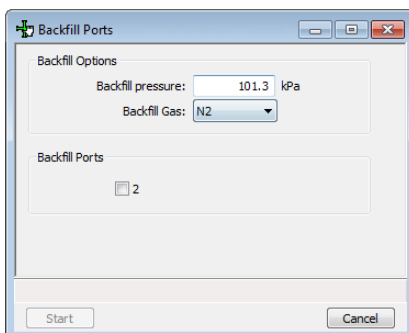 Backfill Ports
Backfill Options
Backfill pressure: 101.3 kPa
Backfill Gas: N2
Backfill Ports
2
Start Cancel